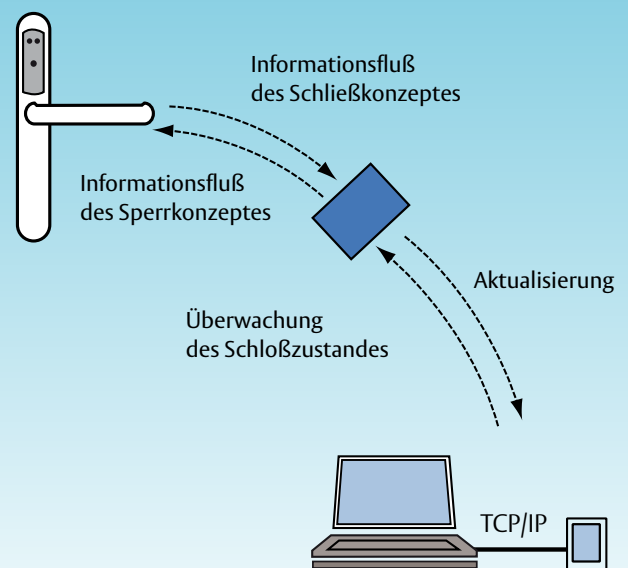 Informationsfluß
des Schließkonzeptes
Informationsfluß
des Sperrkonzeptes
Aktualisierung
Überwachung
des Schloßzustandes
TCP/IP